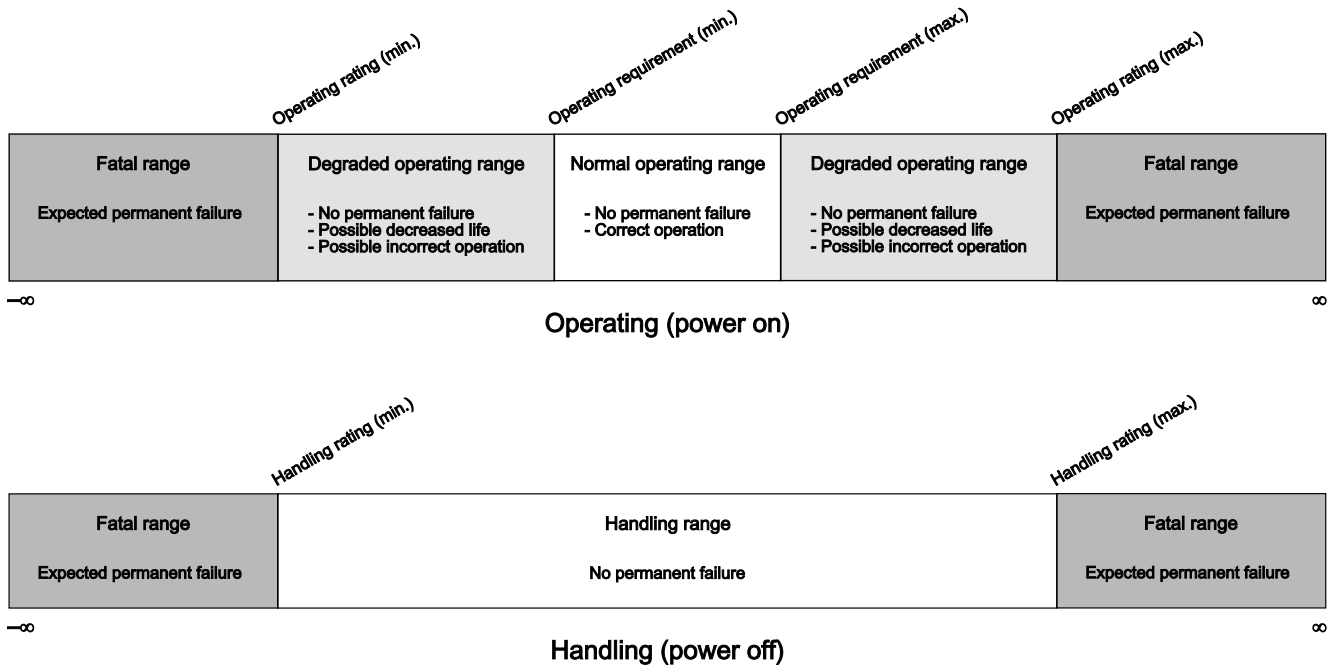 Operating rating (min.)
Operating requirement (min.)
Operating requirement (max.)
Operating rating (max.)
Fatal range
Degraded operating range
Normal operating range
Degraded operating range
Fatal range
Expected permanent failure
- No permanent failure
- Possible decreased life
- Possible incorrect operation
- No permanent failure
- Correct operation
- No permanent failure
- Possible decreased life
- Possible incorrect operation
Expected permanent failure
–∞
∞
Operating (power on)
Handling rating (min.)
Handling rating (max.)
Fatal range
Handling range
Fatal range
Expected permanent failure
No permanent failure
Expected permanent failure
–∞
∞
Handling (power off)